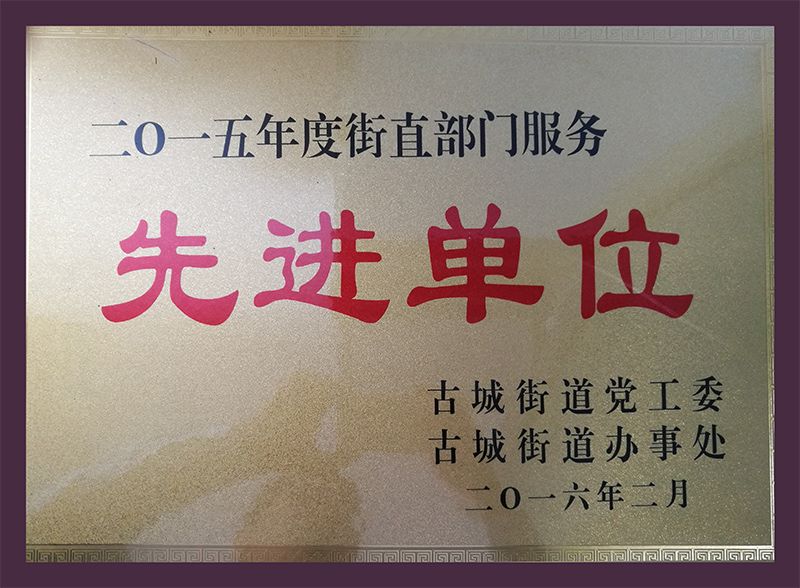 二O一五年度街直部门服务
先进单位
古城街道党工委
古城街道办事处
二O一六年二月